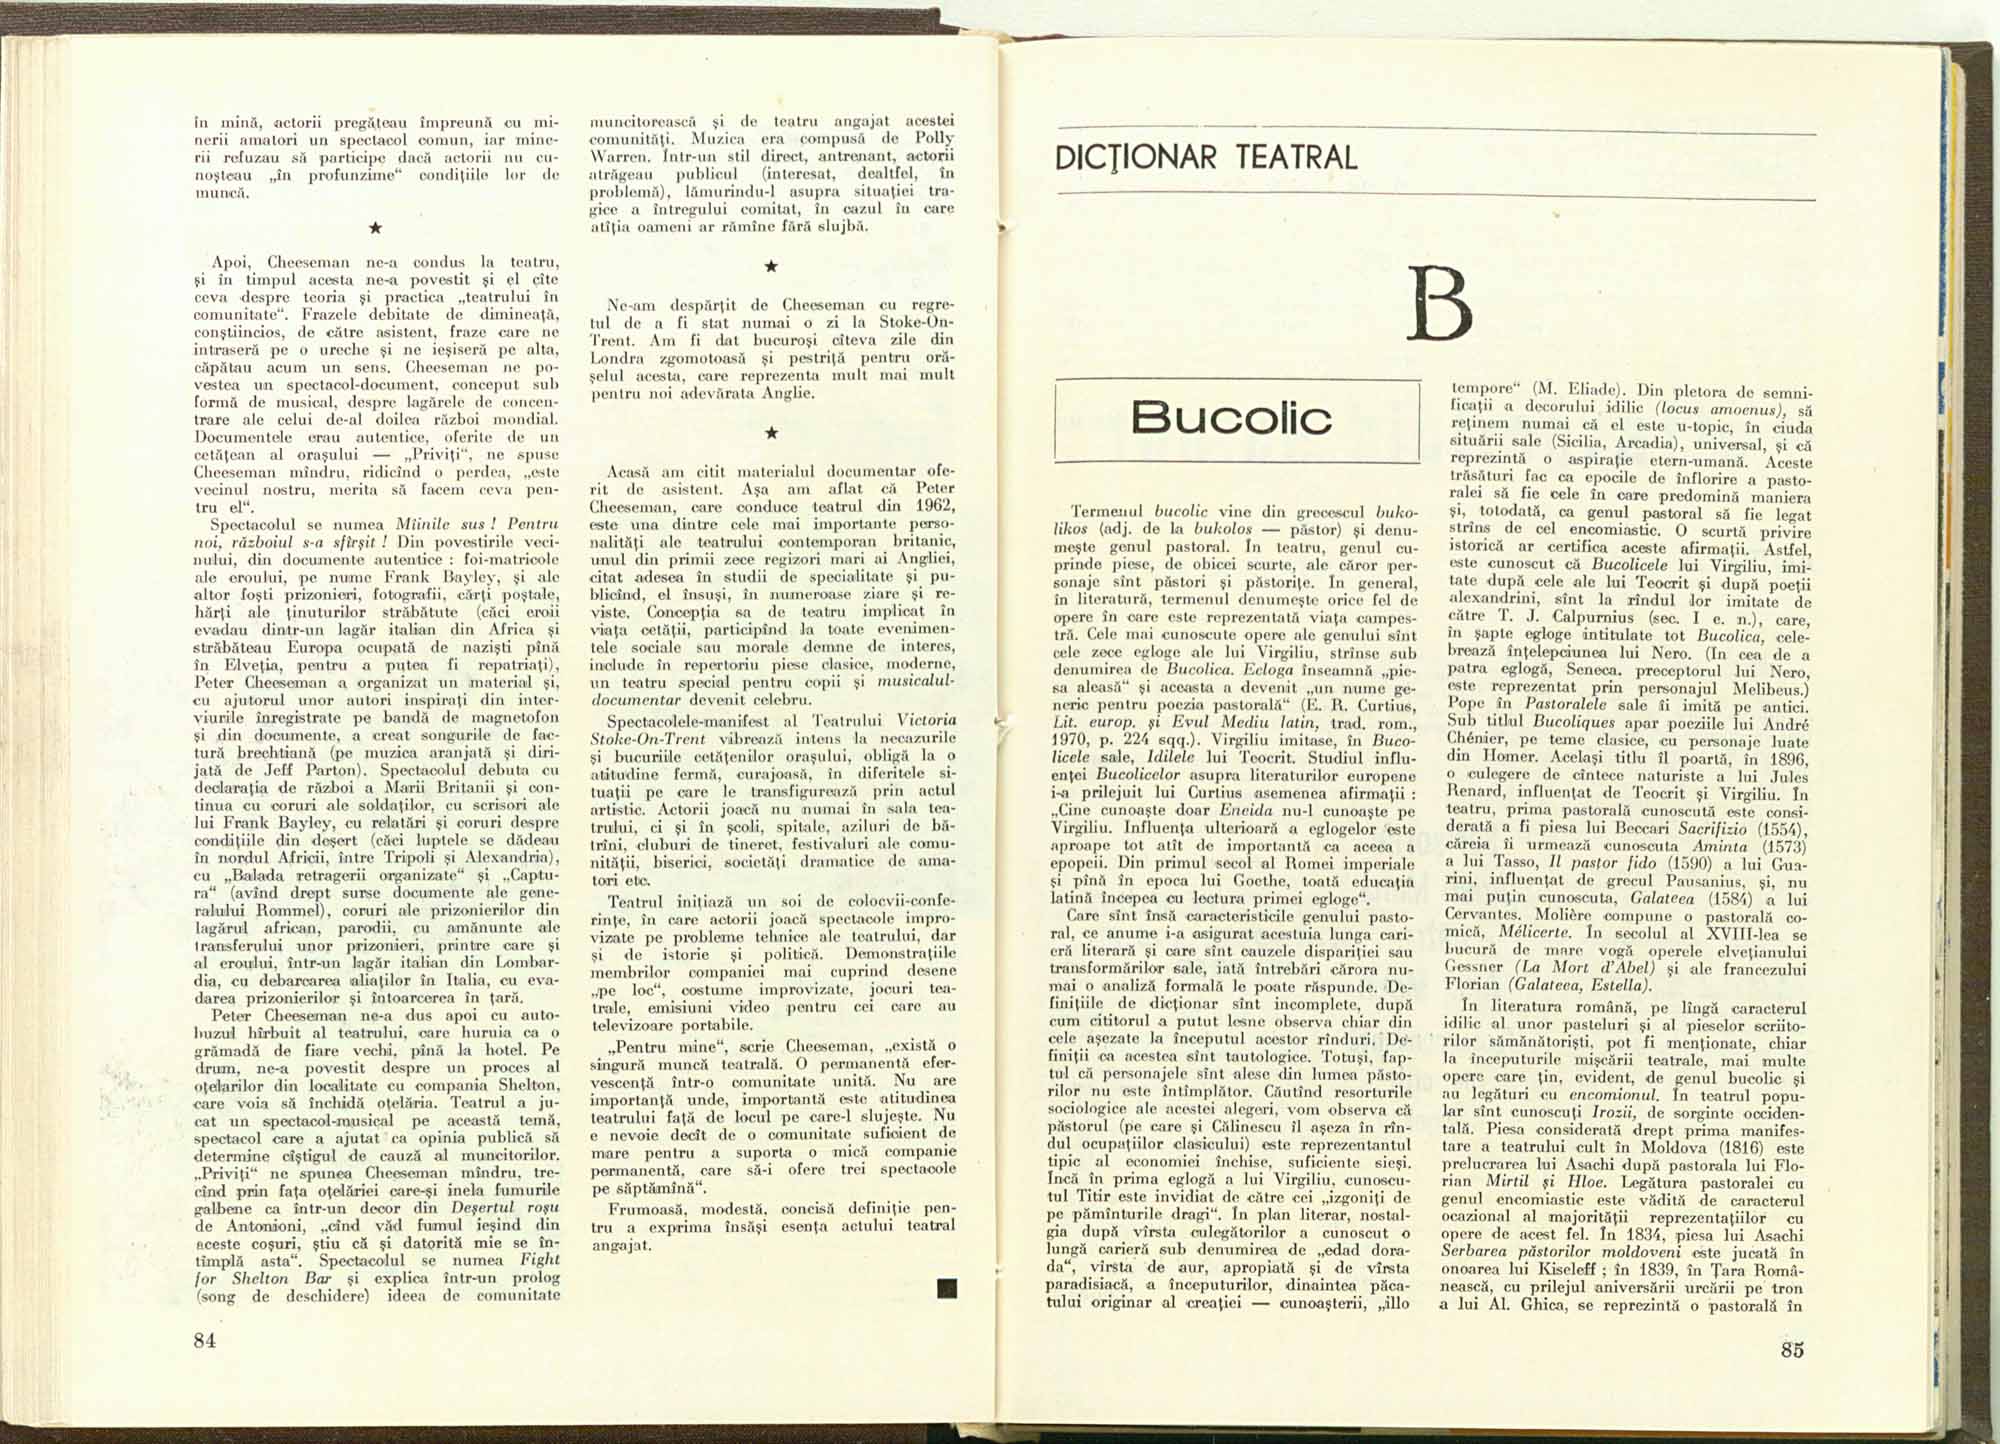 în mină, actorii pregăteau împreună cu mi-
nerii amatori un spectacol comun, iar mine-
rii refuzau să participe dacă actorii nu cu-
noșteau „în profunzime“ condițiile lor de
muncă.
★
Apoi, Cheeseman ne-a condus la teatru,
și în timpul acesta ne-a povestit și el cîte
ceva despre teoria și practica „teatrului în
comunitate“. Frazele debitate de dimineață,
conștiincios, de către asistent, fraze care ne
intraseră pe o ureche și ne ieșiseră pe alta,
căpătau acum un sens. Cheeseman ne po-
vestea un spectacol-document, conceput sub
formă de musical, despre lagărele de concen-
trare ale celui de-al doilea război mondial.
Documentele erau autentice, oferite de un
cetățean al orașului — „Priviți“, ne spuse
Cheeseman mîndru, ridicînd o perdea, „este
vecinul nostru, merita să facem ceva pen-
tru el“.
Spectacolul se numea Mîinile sus ! Pentru
noi, războiul s-a sfîrșit ! Din povestirile veci-
nului, din documente autentice : foi-matricole
ale eroului, pe nume Frank Bayley, și ale
altor foști prizonieri, fotografii, cărți poștale,
hărți ale ținuturilor străbătute (căci eroii
evadau dintr-un lagăr italian din Africa și
străbăteau Europa ocupată de naziști pînă
în Elveția, pentru a putea fi repatriați),
Peter Cheeseman a organizat un material și,
cu ajutorul unor autori inspirați din inter-
viurile înregistrate pe bandă de magnetofon
și din documente, a creat songurile de fac-
tură brechtiană (pe muzica aranjată și diri-
jată de Jeff Parton). Spectacolul debuta cu
declarația de război a Marii Britanii și con-
tinua cu coruri ale soldaților, cu scrisori ale
lui Frank Bayley, cu relatări și coruri despre
condițiile din deșert (căci luptele se dădeau
în nordul Africii, între Tripoli și Alexandria),
cu „Balada retragerii organizate“ și „Captu-
ra“ (avînd drept surse documente ale gene-
ralului Rommel), coruri ale prizonierilor din
lagărul african, parodii, cu amănunte ale
transferului unor prizonieri, printre care și
al eroului, într-un lagăr italian din Lombar-
dia, cu debarcarea aliaților în Italia, cu eva-
darea prizonierilor și întoarcerea în țară.
Peter Cheeseman ne-a dus apoi cu auto-
buzul hîrbuit al teatrului, care huruia ca o
grămadă de fiare vechi, pînă la hotel. Pe
drum, ne-a povestit despre un proces al
oțelarilor din localitate cu compania Shelton,
care voia să închidă oțelăria. Teatrul a ju-
cat un spectacol-musical pe această temă,
spectacol care a ajutat ca opinia publică să
determine cîștigul de cauză al muncitorilor.
„Priviți“ ne spunea Cheeseman mîndru, tre-
cînd prin fața oțelăriei care-și inela fumurile
galbene ca într-un decor din Deșertul roșu
de Antonioni, „cînd văd fumul ieșind din
aceste coșuri, știu că și datorită mie se în-
tîmplă asta“. Spectacolul se numea Fight
for Shelton Bar și explica într-un prolog
(song de deschidere) ideea de comunitate
84
muncitorească și de teatru angajat acestei
comunități. Muzica era compusă de Polly
Warren. Într-un stil direct, antrenant, actorii
atrăgeau publicul (interesat, dealtfel, în
problemă), lămurindu-l asupra situației tra-
gice a întregului comitat, în cazul în care
atîția oameni ar rămîne fără slujbă.
★
Ne-am despărțit de Cheeseman cu regre-
tul de a fi stat numai o zi la Stoke-On-
Trent. Am fi dat bucuroși cîteva zile din
Londra zgomotoasă și pestriță pentru oră-
șelul acesta, care reprezenta mult mai mult
pentru noi adevărata Anglie.
★
Acasă am citit materialul documentar ofe-
rit de asistent. Așa am aflat că Peter
Cheeseman, care conduce teatrul din 1962,
este una dintre cele mai importante perso-
nalități ale teatrului contemporan britanic,
unul din primii zece regizori mari ai Angliei,
citat adesea în studii de specialitate și pu-
blicînd, el însuși, în numeroase ziare și re-
viste. Concepția sa de teatru implicat în
viața cetății, participînd la toate evenimen-
tele sociale sau morale demne de interes,
include în repertoriu piese clasice, moderne,
un teatru special pentru copii și musicalul-
documentar devenit celebru.
Spectacolele-manifest al Teatrului Victoria
Stoke-On-Trent vibrează intens la necazurile
și bucuriile cetățenilor orașului, obligă la o
atitudine fermă, curajoasă, în diferitele si-
tuații pe care le transfigurează prin actul
artistic. Actorii joacă nu numai în sala tea-
trului, ci și în școli, spitale, aziluri de bă-
trîni, cluburi de tineret, festivaluri ale comu-
nității, biserici, societăți dramatice de ama-
tori etc.
Teatrul inițiază un soi de colocvii-confe-
rințe, în care actorii joacă spectacole impro-
vizate pe probleme tehnice ale teatrului, dar
și de istorie și politică. Demonstrațiile
membrilor companiei mai cuprind desene
„pe loc“, costume improvizate, jocuri tea-
trale, emisiuni video pentru cei care au
televizoare portabile.
„Pentru mine“, scrie Cheeseman, „există o
singură muncă teatrală. O permanentă efer-
vescență într-o comunitate unită. Nu are
importanță unde, importantă este atitudinea
teatrului față de locul pe care-l slujește. Nu
e nevoie decît de o comunitate suficient de
mare pentru a suporta o mică companie
permanentă, care să-i ofere trei spectacole
pe săptămînă“.
Frumoasă, modestă, concisă definiție pen-
tru a exprima însăși esența actului teatral
angajat.
DICȚIONAR TEATRAL
B
Bucolic
Termenul bucolic vine din grecescul buko-
likos (adj. de la bukolos — păstor) și denu-
mește genul pastoral. În teatru, genul cu-
prinde piese, de obicei scurte, ale căror per-
sonaje sînt păstori și păstorițe. În general,
în literatură, termenul denumește orice fel de
opere în care este reprezentată viața campes-
tră. Cele mai cunoscute opere ale genului sînt
cele zece egloge ale lui Virgiliu, strînse sub
denumirea de Bucolica. Ecloga înseamnă „pie-
sa aleasă“ și aceasta a devenit „un nume ge-
neric pentru poezia pastorală“ (E. R. Curtius,
Lit. europ. și Evul Mediu latin, trad. rom.,
1970, p. 224 sqq.). Virgiliu imitase, în Buco-
licele sale, Idilele lui Teocrit. Studiul influ-
enței Bucolicelor asupra literaturilor europene
i-a prilejuit lui Curtius asemenea afirmații :
„Cine cunoaște doar Eneida nu-l cunoaște pe
Virgiliu. Influența ulterioară a eglogelor este
aproape tot atît de importantă ca aceea a
epopeii. Din primul secol al Romei imperiale
și pînă în epoca lui Goethe, toată educația
latină începea cu lectura primei egloge“.
Care sînt însă caracteristicile genului pasto-
ral, ce anume i-a asigurat acestuia lunga cari-
eră literară și care sînt cauzele dispariției sau
transformărilor sale, iată întrebări cărora nu-
mai o analiză formală le poate răspunde. De-
finițiile de dicționar sînt incomplete, după
cum cititorul a putut lesne observa chiar din
cele așezate la începutul acestor rînduri. De-
finiții ca acestea sînt tautologice. Totuși, fap-
tul că personajele sînt alese din lumea păsto-
rilor nu este întîmplător. Căutînd resorturile
sociologice ale acestei alegeri, vom observa că
păstorul (pe care și Călinescu îl așeza în rîn-
dul ocupațiilor clasicului) este reprezentantul
tipic al economiei închise, suficiente sieși.
Încă în prima eglogă a lui Virgiliu, cunoscu-
tul Titir este invidiat de către cei „izgoniți de
pe pămînturile dragi“. În plan literar, nostal-
gia după vîrsta culegătorilor a cunoscut o
lungă carieră sub denumirea de „edad dora-
da“, vîrsta de aur, apropiată și de vîrsta
paradisiacă, a începuturilor, dinaintea păca-
tului originar al creației — cunoașterii, „illo
tempore“ (M. Eliade). Din pletora de semni-
ficații a decorului idilic (locus amoenus), să
reținem numai că el este u-topic, în ciuda
situării sale (Sicilia, Arcadia), universal, și că
reprezintă o aspirație etern-umană. Aceste
trăsături fac ca epocile de înflorire a pasto-
ralei să fie cele în care predomină maniera
și, totodată, ca genul pastoral să fie legat
strîns de cel encomiastic. O scurtă privire
istorică ar certifica aceste afirmații. Astfel,
este cunoscut că Bucolicele lui Virgiliu, imi-
tate după cele ale lui Teocrit și după poeții
alexandrini, sînt la rîndul lor imitate de
către T. J. Calpurnius (sec. I e. n.), care,
în șapte egloge intitulate tot Bucolica, cele-
brează înțelepciunea lui Nero. (În cea de a
patra eglogă, Seneca, preceptorul lui Nero,
este reprezentat prin personajul Melibeus.)
Pope în Pastoralele sale îi imită pe antici.
Sub titlul Bucoliques apar poeziile lui André
Chénier, pe teme clasice, cu personaje luate
din Homer. Același titlu îl poartă, în 1896,
o culegere de cîntece naturiste a lui Jules
Renard, influențat de Teocrit și Virgiliu. În
teatru, prima pastorală cunoscută este consi-
derată a fi piesa lui Beccari Sacrifizio (1554),
căreia îi urmează cunoscuta Aminta (1573)
a lui Tasso, Il pastor fido (1590) a lui Gua-
rini, influențat de grecul Pausanius, și, nu
mai puțin cunoscuta, Galateea (1584) a lui
Cervantes. Molière compune o pastorală co-
mică, Mélicerte. În secolul al XVIII-lea se
bucură de mare vogă operele elvețianului
Gessner (La Mort d'Abel) și ale francezului
Florian (Galateea, Estella).
În literatura română, pe lîngă caracterul
idilic al unor pasteluri și al pieselor scriito-
rilor sămănătoriști, pot fi menționate, chiar
la începuturile mișcării teatrale, mai multe
opere care țin, evident, de genul bucolic și
au legături cu encomionul. În teatrul popu-
lar sînt cunoscuți Irozii, de sorginte occiden-
tală. Piesa considerată drept prima manifes-
tare a teatrului cult în Moldova (1816) este
prelucrarea lui Asachi după pastorala lui Flo-
rian Mirtil și Hloe. Legătura pastoralei cu
genul encomiastic este vădită de caracterul
ocazional al majorității reprezentațiilor cu
opere de acest fel. În 1834, piesa lui Asachi
Serbarea păstorilor moldoveni este jucată în
onoarea lui Kiseleff ; în 1839, în Țara Româ-
nească, cu prilejul aniversării urcării pe tron
a lui Al. Ghica, se reprezintă o pastorală în
85